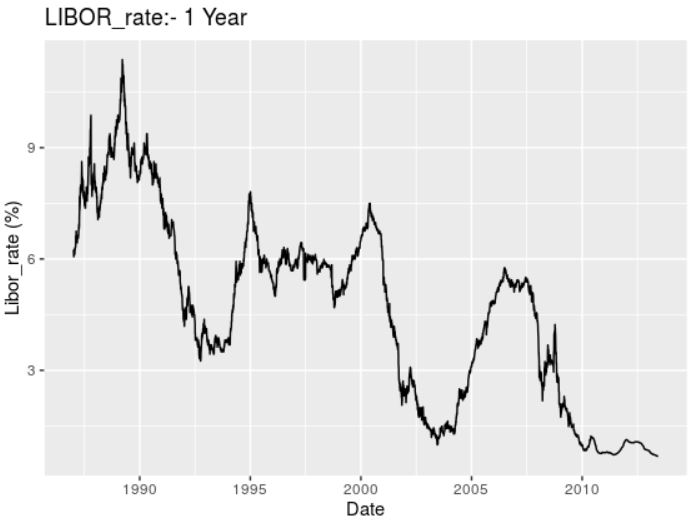 LIBOR_rate:- 1 Year
Libor_rate (%)
9
6
3
1990 1995 2000 2005 2010
Date